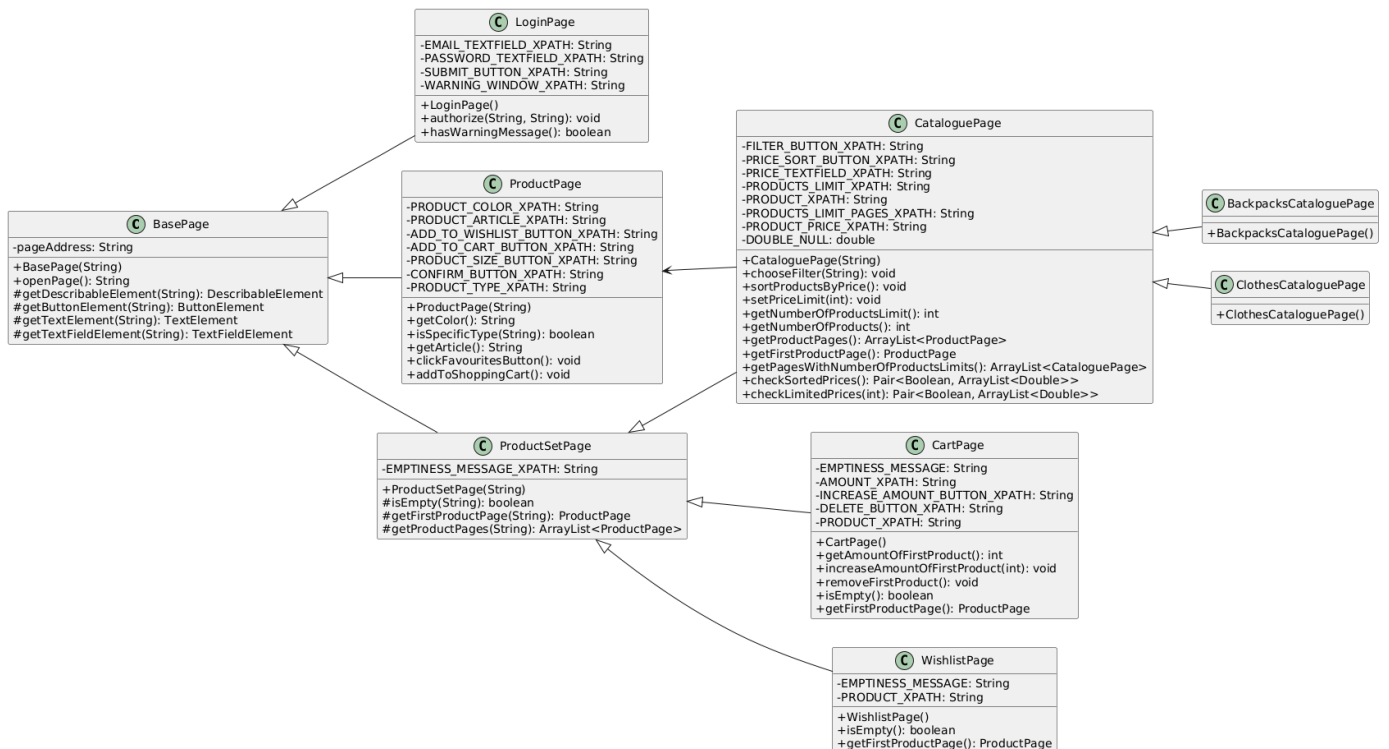 C LoginPage
-EMAIL_TEXTFIELD_XPATH: String
-PASSWORD_TEXTFIELD_XPATH: String
-SUBMIT_BUTTON_XPATH: String
-WARNING_WINDOW_XPATH: String
+LoginPage()
+authorize(String, String): void
+hasWarningMessage(): boolean
C BasePage
-pageAddress: String
+BasePage(String)
+openPage(): String
#getDescribableElement(String): DescribableElement
#getButtonElement(String): ButtonElement
#getTextElement(String): TextElement
#getTextFieldElement(String): TextFieldElement
C ProductPage
-PRODUCT_COLOR_XPATH: String
-PRODUCT_ARTICLE_XPATH: String
-ADD_TO_WISHLIST_BUTTON_XPATH: String
-ADD_TO_CART_BUTTON_XPATH: String
-PRODUCT_SIZE_BUTTON_XPATH: String
-CONFIRM_BUTTON_XPATH: String
-PRODUCT_TYPE_XPATH: String
+ProductPage(String)
+getColor(): String
+isSpecificType(String): boolean
+getArticle(): String
+clickFavouritesButton(): void
+addToShoppingCart(): void
C CataloguePage
-FILTER_BUTTON_XPATH: String
-PRICE_SORT_BUTTON_XPATH: String
-PRICE_TEXTFIELD_XPATH: String
-PRODUCTS_LIMIT_XPATH: String
-PRODUCT_XPATH: String
-PRODUCTS_LIMIT_PAGES_XPATH: String
-PRODUCT_PRICE_XPATH: String
-DOUBLE_NULL: double
+CataloguePage(String)
+chooseFilter(String): void
+sortProductsByPrice(): void
+setPriceLimit(int): void
+getNumberOfProductsLimit(): int
+getNumberOfProducts(): int
+getProductPages(): ArrayList<ProductPage>
+getFirstProductPage(): ProductPage
+getPagesWithNumberOfProductsLimits(): ArrayList<CataloguePage>
+checkSortedPrices(): Pair<Boolean, ArrayList<Double>>
+checkLimitedPrices(int): Pair<Boolean, ArrayList<Double>>
C BackpacksCataloguePage
+BackpacksCataloguePage()
C ClothesCataloguePage
+ClothesCataloguePage()
C ProductSetPage
-EMPTINESS_MESSAGE_XPATH: String
+ProductSetPage(String)
#isEmpty(String): boolean
#getFirstProductPage(String): ProductPage
#getProductPages(String): ArrayList<ProductPage>
C CartPage
-EMPTINESS_MESSAGE: String
-AMOUNT_XPATH: String
-INCREASE_AMOUNT_BUTTON_XPATH: String
-DELETE_BUTTON_XPATH: String
-PRODUCT_XPATH: String
+CartPage()
+getAmountOfFirstProduct(): int
+increaseAmountOfFirstProduct(int): void
+removeFirstProduct(): void
+isEmpty(): boolean
+getFirstProductPage(): ProductPage
C WishlistPage
-EMPTINESS_MESSAGE: String
-PRODUCT_XPATH: String
+WishlistPage()
+isEmpty(): boolean
+getFirstProductPage(): ProductPage